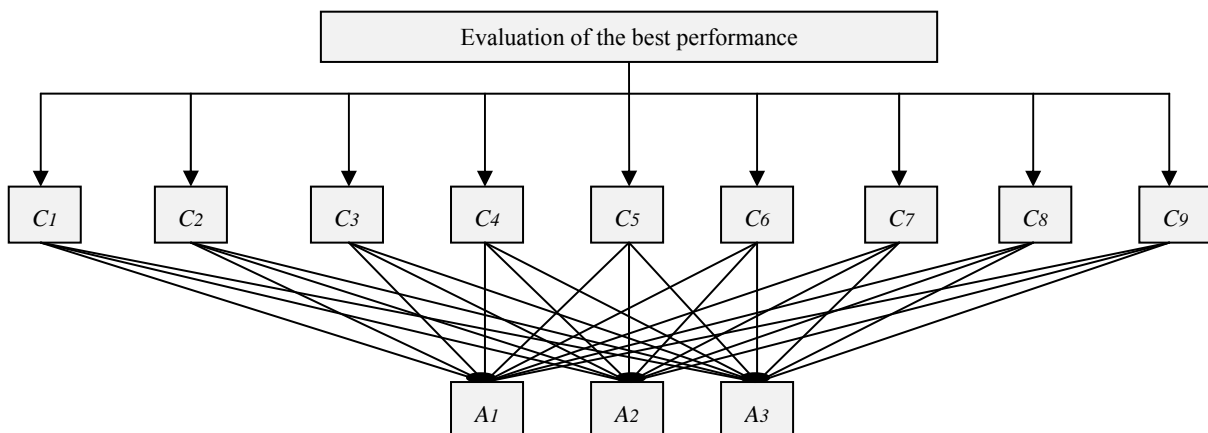 Evaluation of the best performance
C1 C2 C3 C4 C5 C6 C7 C8 C9
A1 A2 A3